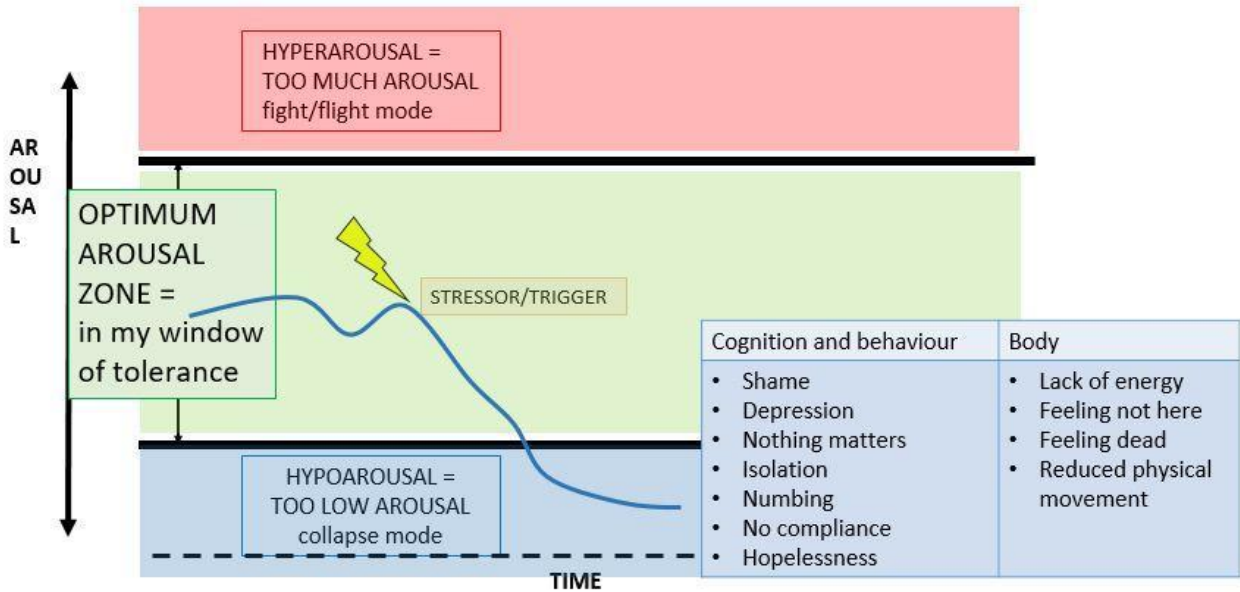 HYPERAROUSAL =
TOO MUCH AROUSAL
fight/flight mode
AR
OU
SA
L
OPTIMUM
AROUSAL
ZONE =
in my window
of tolerance
STRESSOR/TRIGGER
Cognition and behaviour
• Shame
• Depression
• Nothing matters
• Isolation
• Numbing
• No compliance
• Hopelessness
Body
• Lack of energy
• Feeling not here
• Feeling dead
• Reduced physical
movement
HYPOAROUSAL =
TOO LOW AROUSAL
collapse mode
TIME